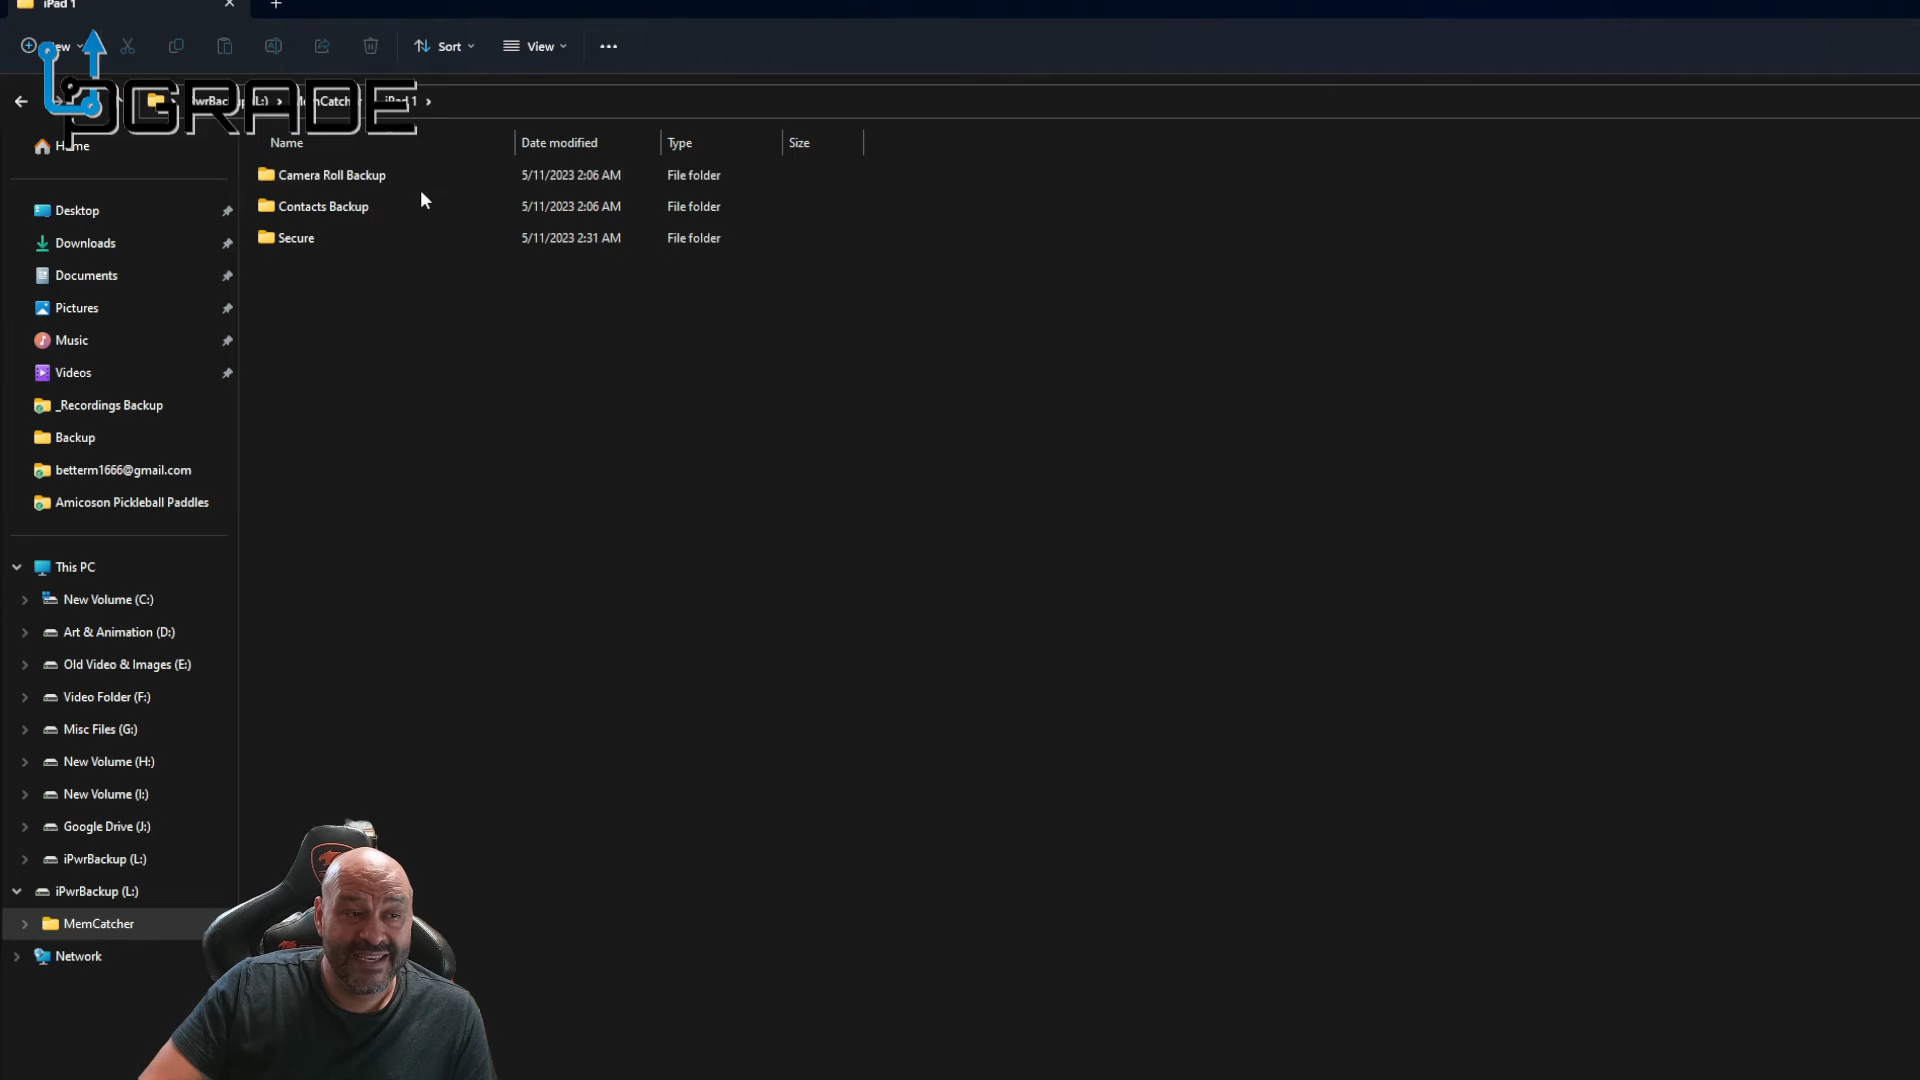 iPad 1
Sort
View
UPGRADE
iPad 1
Home
Name
Date modified
Type
Size
Camera Roll Backup
5/11/2023 2:06 AM
File folder
Contacts Backup
5/11/2023 2:06 AM
File folder
Secure
5/11/2023 2:31 AM
File folder
Desktop
Downloads
Documents
Pictures
Music
Videos
_Recordings Backup
Backup
betterm1666@gmail.com
Amicoson Pickleball Paddles
This PC
New Volume (C:)
Art & Animation (D:)
Old Video & Images (E:)
Video Folder (F:)
Misc Files (G:)
New Volume (H:)
New Volume (I:)
Google Drive (J:)
iPwrBackup (L:)
iPwrBackup (L:)
MemCatcher
Network